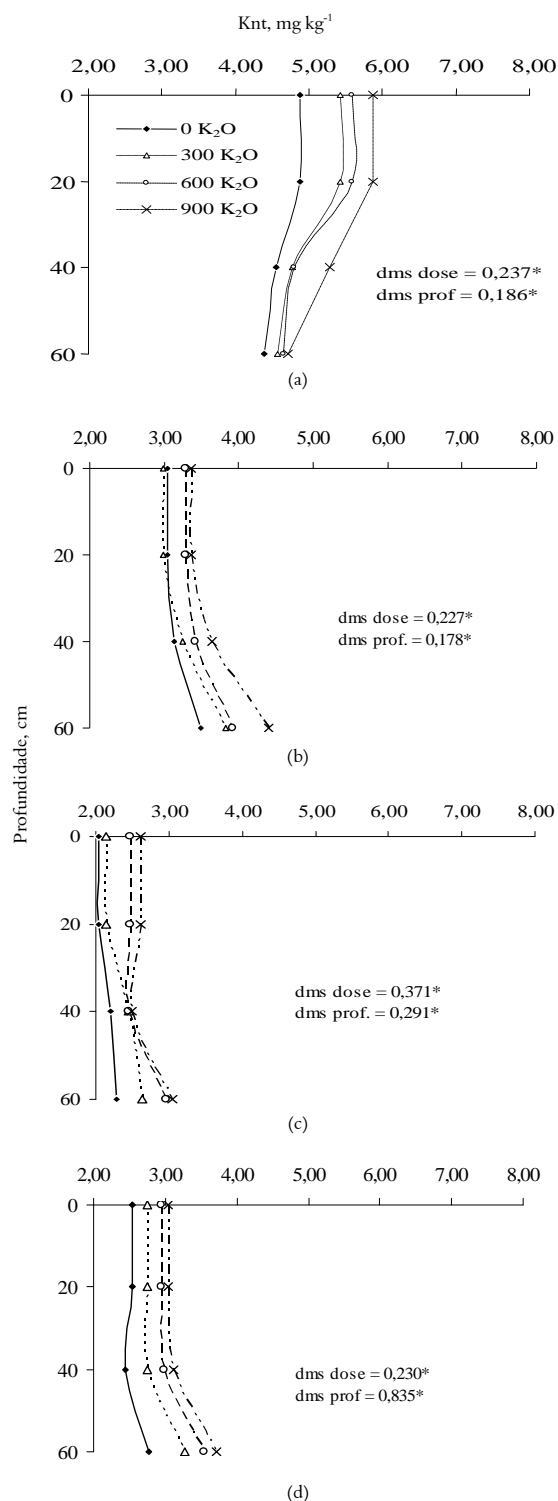 Knt, mg kg-1
2,00 3,00 4,00 5,00 6,00 7,00 8,00
0
20
40
60
0 K2O
300 K2O
600 K2O
900 K2O
dms dose = 0,237*
dms prof = 0,186*
(a)
2,00 3,00 4,00 5,00 6,00 7,00 8,00
0
20
40
60
dms dose = 0,227*
dms prof. = 0,178*
(b)
Profundidade, cm
2,00 3,00 4,00 5,00 6,00 7,00 8,00
0
20
40
60
dms dose = 0,371*
dms prof. = 0,291*
(c)
2,00 3,00 4,00 5,00 6,00 7,00 8,00
0
20
40
60
dms dose = 0,230*
dms prof = 0,835*
(d)